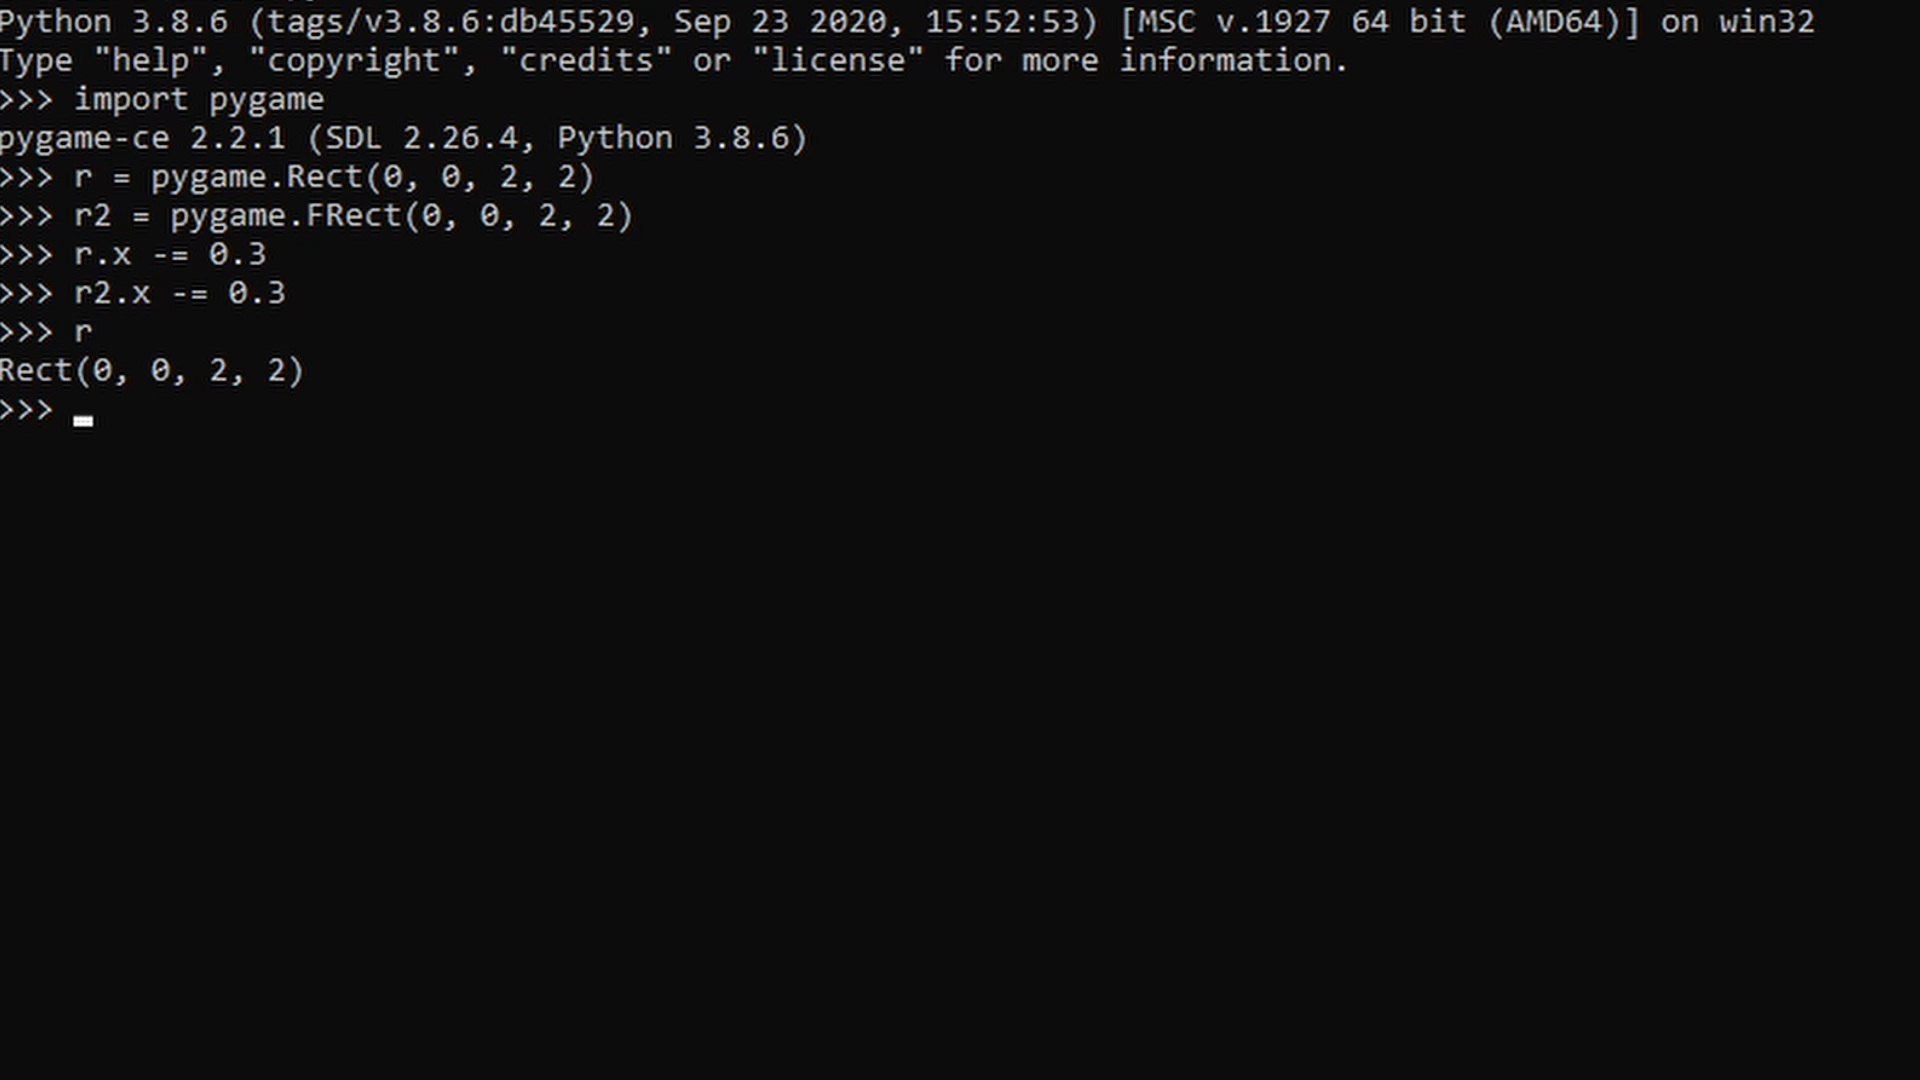 Python 3.8.6 (tags/v3.8.6:db45529, Sep 23 2020, 15:52:53) [MSC v.1927 64 bit (AMD64)] on win32
Type "help", "copyright", "credits" or "license" for more information.
>>> import pygame
pygame-ce 2.2.1 (SDL 2.26.4, Python 3.8.6)
>>> r = pygame.Rect(0, 0, 2, 2)
>>> r2 = pygame.FRect(0, 0, 2, 2)
>>> r.x -= 0.3
>>> r2.x -= 0.3
>>> r
Rect(0, 0, 2, 2)
>>>